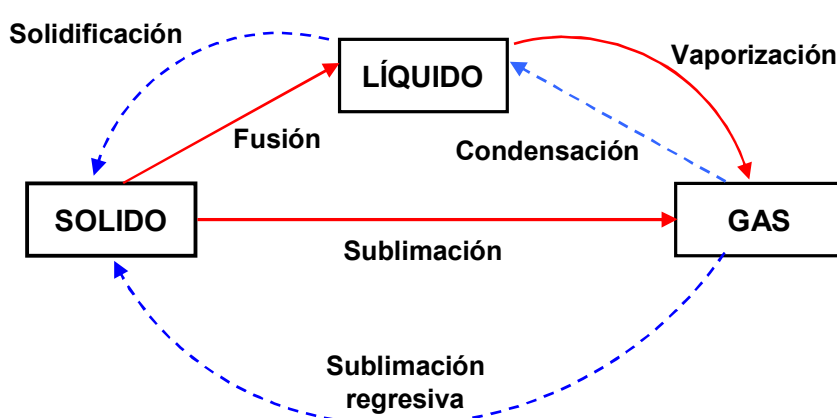 Solidificación
LÍQUIDO
Vaporización
Fusión
Condensación
SOLIDO
GAS
Sublimación
Sublimación
regresiva